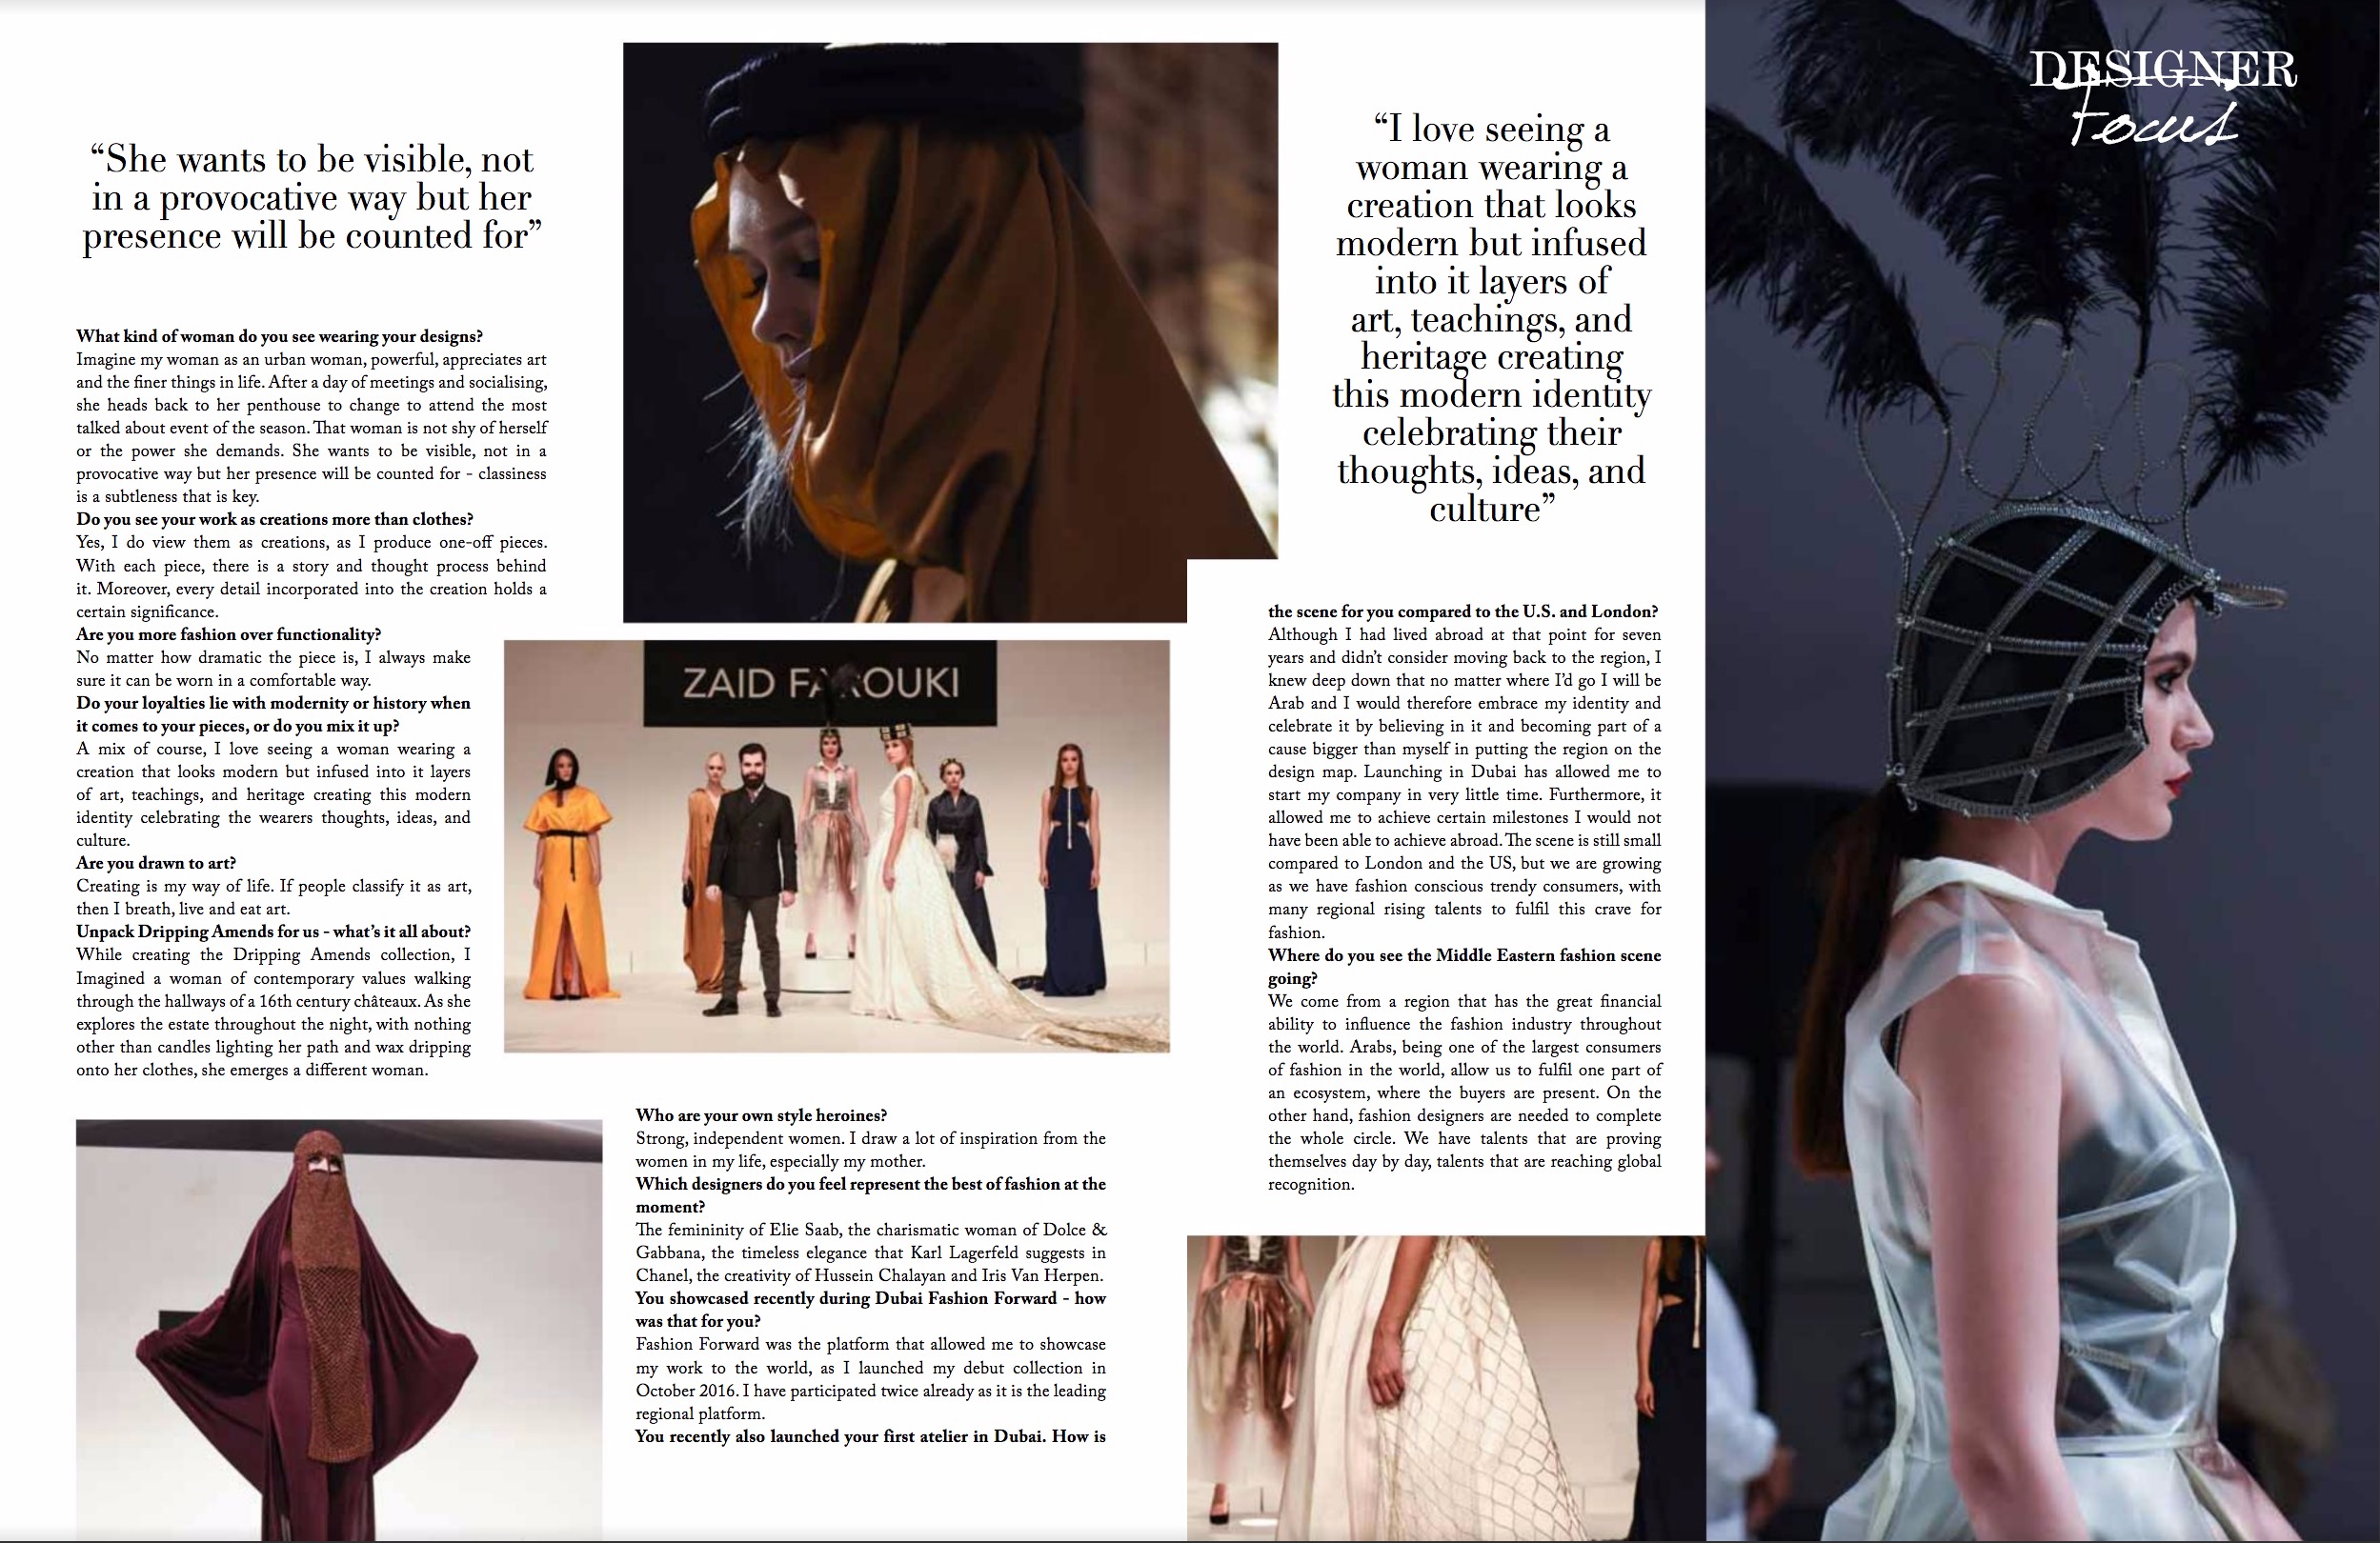 DESIGNER
Focus
“She wants to be visible, not
in a provocative way but her
presence will be counted for”
What kind of woman do you see wearing your designs?
Imagine my woman as an urban woman, powerful, appreciates art
and the finer things in life. After a day of meetings and socialising,
she heads back to her penthouse to change to attend the most
talked about event of the season. That woman is not shy of herself
or the power she demands. She wants to be visible, not in a
provocative way but her presence will be counted for - classiness
is a subtleness that is key.
Do you see your work as creations more than clothes?
Yes, I do view them as creations, as I produce one-off pieces.
With each piece, there is a story and thought process behind
it. Moreover, every detail incorporated into the creation holds a
certain significance.
Are you more fashion over functionality?
No matter how dramatic the piece is, I always make
sure it can be worn in a comfortable way.
Do your loyalties lie with modernity or history when
it comes to your pieces, or do you mix it up?
A mix of course, I love seeing a woman wearing a
creation that looks modern but infused into it layers
of art, teachings, and heritage creating this modern
identity celebrating the wearers thoughts, ideas, and
culture.
Are you drawn to art?
Creating is my way of life. If people classify it as art,
then I breath, live and eat art.
Unpack Dripping Amends for us - what’s it all about?
While creating the Dripping Amends collection, I
Imagined a woman of contemporary values walking
through the hallways of a 16th century châteaux. As she
explores the estate throughout the night, with nothing
other than candles lighting her path and wax dripping
onto her clothes, she emerges a different woman.
ZAID FAROUKI
Who are your own style heroines?
Strong, independent women. I draw a lot of inspiration from the
women in my life, especially my mother.
Which designers do you feel represent the best of fashion at the
moment?
The femininity of Elie Saab, the charismatic woman of Dolce &
Gabbana, the timeless elegance that Karl Lagerfeld suggests in
Chanel, the creativity of Hussein Chalayan and Iris Van Herpen.
You showcased recently during Dubai Fashion Forward - how
was that for you?
Fashion Forward was the platform that allowed me to showcase
my work to the world, as I launched my debut collection in
October 2016. I have participated twice already as it is the leading
regional platform.
You recently also launched your first atelier in Dubai. How is
“I love seeing a
woman wearing a
creation that looks
modern but infused
into it layers of
art, teachings, and
heritage creating
this modern identity
celebrating their
thoughts, ideas, and
culture”
the scene for you compared to the U.S. and London?
Although I had lived abroad at that point for seven
years and didn’t consider moving back to the region, I
knew deep down that no matter where I’d go I will be
Arab and I would therefore embrace my identity and
celebrate it by believing in it and becoming part of a
cause bigger than myself in putting the region on the
design map. Launching in Dubai has allowed me to
start my company in very little time. Furthermore, it
allowed me to achieve certain milestones I would not
have been able to achieve abroad. The scene is still small
compared to London and the US, but we are growing
as we have fashion conscious trendy consumers, with
many regional rising talents to fulfil this crave for
fashion.
Where do you see the Middle Eastern fashion scene
going?
We come from a region that has the great financial
ability to influence the fashion industry throughout
the world. Arabs, being one of the largest consumers
of fashion in the world, allow us to fulfil one part of
an ecosystem, where the buyers are present. On the
other hand, fashion designers are needed to complete
the whole circle. We have talents that are proving
themselves day by day, talents that are reaching global
recognition.